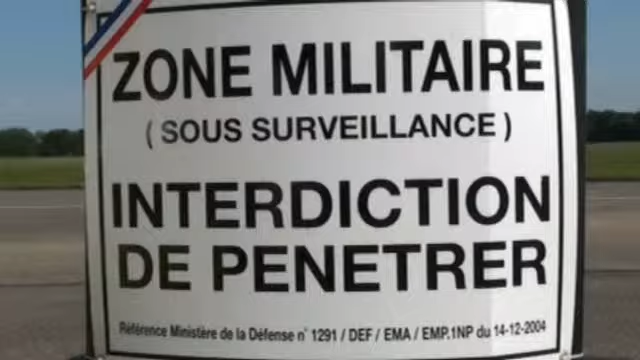 ZONE MILITAIRE
( SOUS SURVEILLANCE )
INTERDICTION
DE PENETRER
Référence Ministère de la Défense n° 1291 / DEF / EMA / EMP.1NP du 14-12-2004